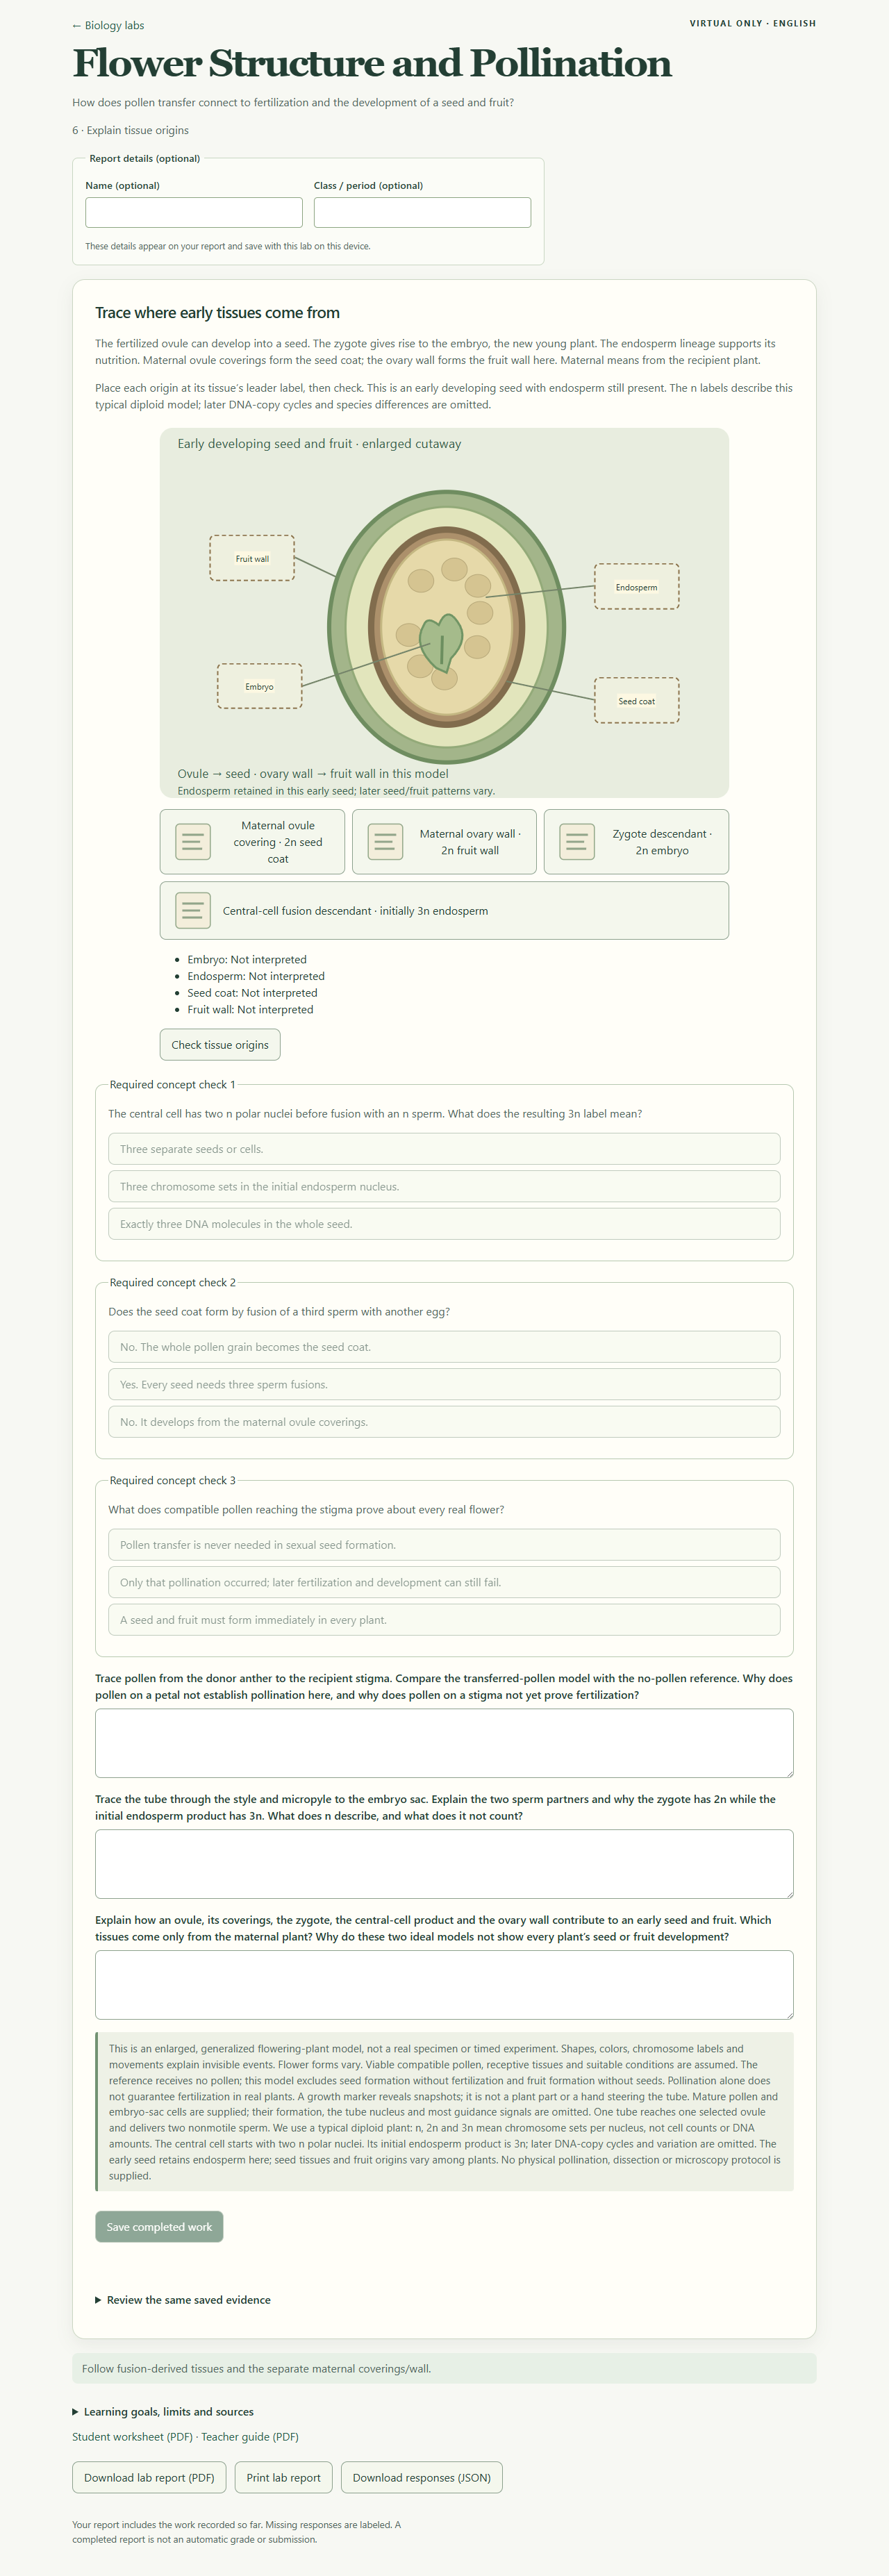 ← Biology labs
VIRTUAL ONLY · ENGLISH
Flower Structure and Pollination
How does pollen transfer connect to fertilization and the development of a seed and fruit?
6 · Explain tissue origins
Report details (optional)
Name (optional)
Class / period (optional)
These details appear on your report and save with this lab on this device.
Trace where early tissues come from
The fertilized ovule can develop into a seed. The zygote gives rise to the embryo, the new young plant. The endosperm lineage supports its
nutrition. Maternal ovule coverings form the seed coat; the ovary wall forms the fruit wall here. Maternal means from the recipient plant.
Place each origin at its tissue's leader label, then check. This is an early developing seed with endosperm still present. The n labels describe this
typical diploid model; later DNA-copy cycles and species differences are omitted.
Early developing seed and fruit · enlarged cutaway
Fruit wall
Endosperm
Embryo
Seed coat
Ovule → seed · ovary wall → fruit wall in this model
Endosperm retained in this early seed; later seed/fruit patterns vary.
Maternal ovule
covering · 2n seed
coat
Maternal ovary wall ·
2n fruit wall
Zygote descendant ·
2n embryo
Central-cell fusion descendant · initially 3n endosperm
• Embryo: Not interpreted
• Endosperm: Not interpreted
• Seed coat: Not interpreted
• Fruit wall: Not interpreted
Check tissue origins
Required concept check 1
The central cell has two n polar nuclei before fusion with an n sperm. What does the resulting 3n label mean?
Three separate seeds or cells.
Three chromosome sets in the initial endosperm nucleus.
Exactly three DNA molecules in the whole seed.
Required concept check 2
Does the seed coat form by fusion of a third sperm with another egg?
No. The whole pollen grain becomes the seed coat.
Yes. Every seed needs three sperm fusions.
No. It develops from the maternal ovule coverings.
Required concept check 3
What does compatible pollen reaching the stigma prove about every real flower?
Pollen transfer is never needed in sexual seed formation.
Only that pollination occurred; later fertilization and development can still fail.
A seed and fruit must form immediately in every plant.
Trace pollen from the donor anther to the recipient stigma. Compare the transferred-pollen model with the no-pollen reference. Why does
pollen on a petal not establish pollination here, and why does pollen on a stigma not yet prove fertilization?
Trace the tube through the style and micropyle to the embryo sac. Explain the two sperm partners and why the zygote has 2n while the
initial endosperm product has 3n. What does n describe, and what does it not count?
Explain how an ovule, its coverings, the zygote, the central-cell product and the ovary wall contribute to an early seed and fruit. Which
tissues come only from the maternal plant? Why do these two ideal models not show every plant's seed or fruit development?
This is an enlarged, generalized flowering-plant model, not a real specimen or timed experiment. Shapes, colors, chromosome labels and
movements explain invisible events. Flower forms vary. Viable compatible pollen, receptive tissues and suitable conditions are assumed. The
reference receives no pollen; this model excludes seed formation without fertilization and fruit formation without seeds. Pollination alone does
not guarantee fertilization in real plants. A growth marker reveals snapshots; it is not a plant part or a hand steering the tube. Mature pollen and
embryo-sac cells are supplied; their formation, the tube nucleus and most guidance signals are omitted. One tube reaches one selected ovule
and delivers two nonmotile sperm. We use a typical diploid plant: n, 2n and 3n mean chromosome sets per nucleus, not cell counts or DNA
amounts. The central cell starts with two n polar nuclei. Its initial endosperm product is 3n; later DNA-copy cycles and variation are omitted. The
early seed retains endosperm here; seed tissues and fruit origins vary among plants. No physical pollination, dissection or microscopy protocol is
supplied.
Save completed work
▶ Review the same saved evidence
Follow fusion-derived tissues and the separate maternal coverings/wall.
▶ Learning goals, limits and sources
Student worksheet (PDF) · Teacher guide (PDF)
Download lab report (PDF)
Print lab report
Download responses (JSON)
Your report includes the work recorded so far. Missing responses are labeled. A
completed report is not an automatic grade or submission.